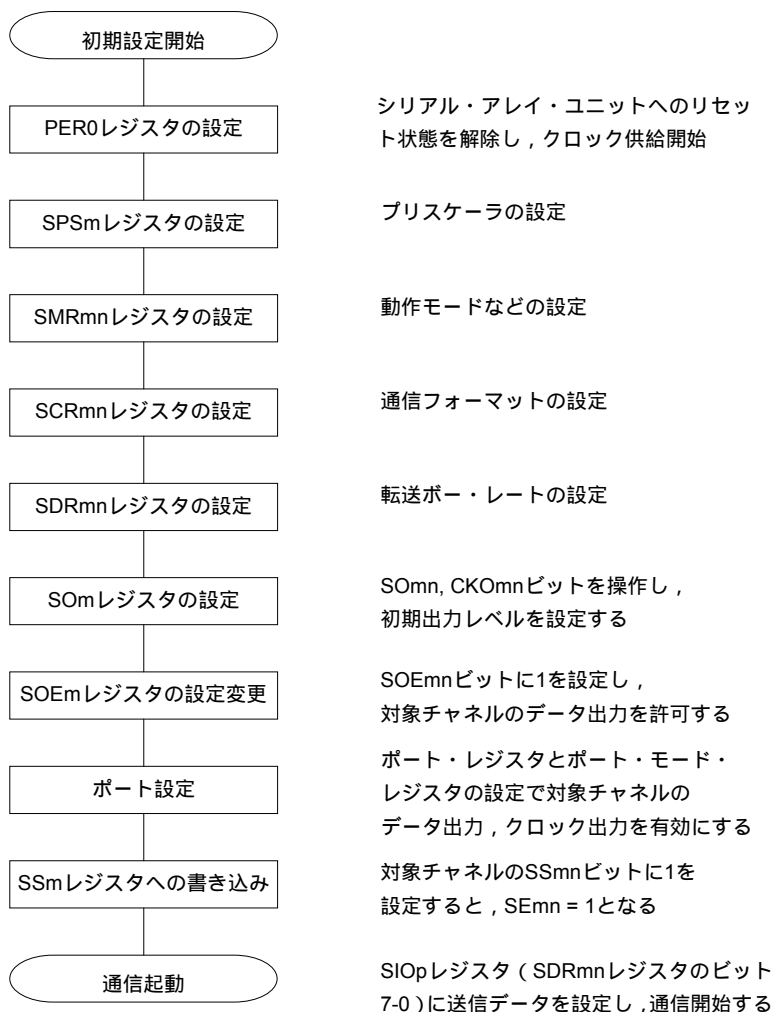 初期設定開始
PER0レジスタの設定
シリアル・アレイ・ユニットへのリセッ
ト状態を解除し，クロック供給開始
SPSmレジスタの設定
プリスケーラの設定
SMRmnレジスタの設定
動作モードなどの設定
SCRmnレジスタの設定
通信フォーマットの設定
SDRmnレジスタの設定
転送ボー・レートの設定
SOmレジスタの設定
SOmn, CKOmnビットを操作し，
初期出力レベルを設定する
SOEmレジスタの設定変更
SOEmnビットに1を設定し，
対象チャネルのデータ出力を許可する
ポート設定
ポート・レジスタとポート・モード・
レジスタの設定で対象チャネルの
データ出力，クロック出力を有効にする
SSmレジスタへの書き込み
対象チャネルのSSmnビットに1を
設定すると，SEmn = 1となる
通信起動
SIOpレジスタ（SDRmnレジスタのビット
7-0）に送信データを設定し，通信開始する